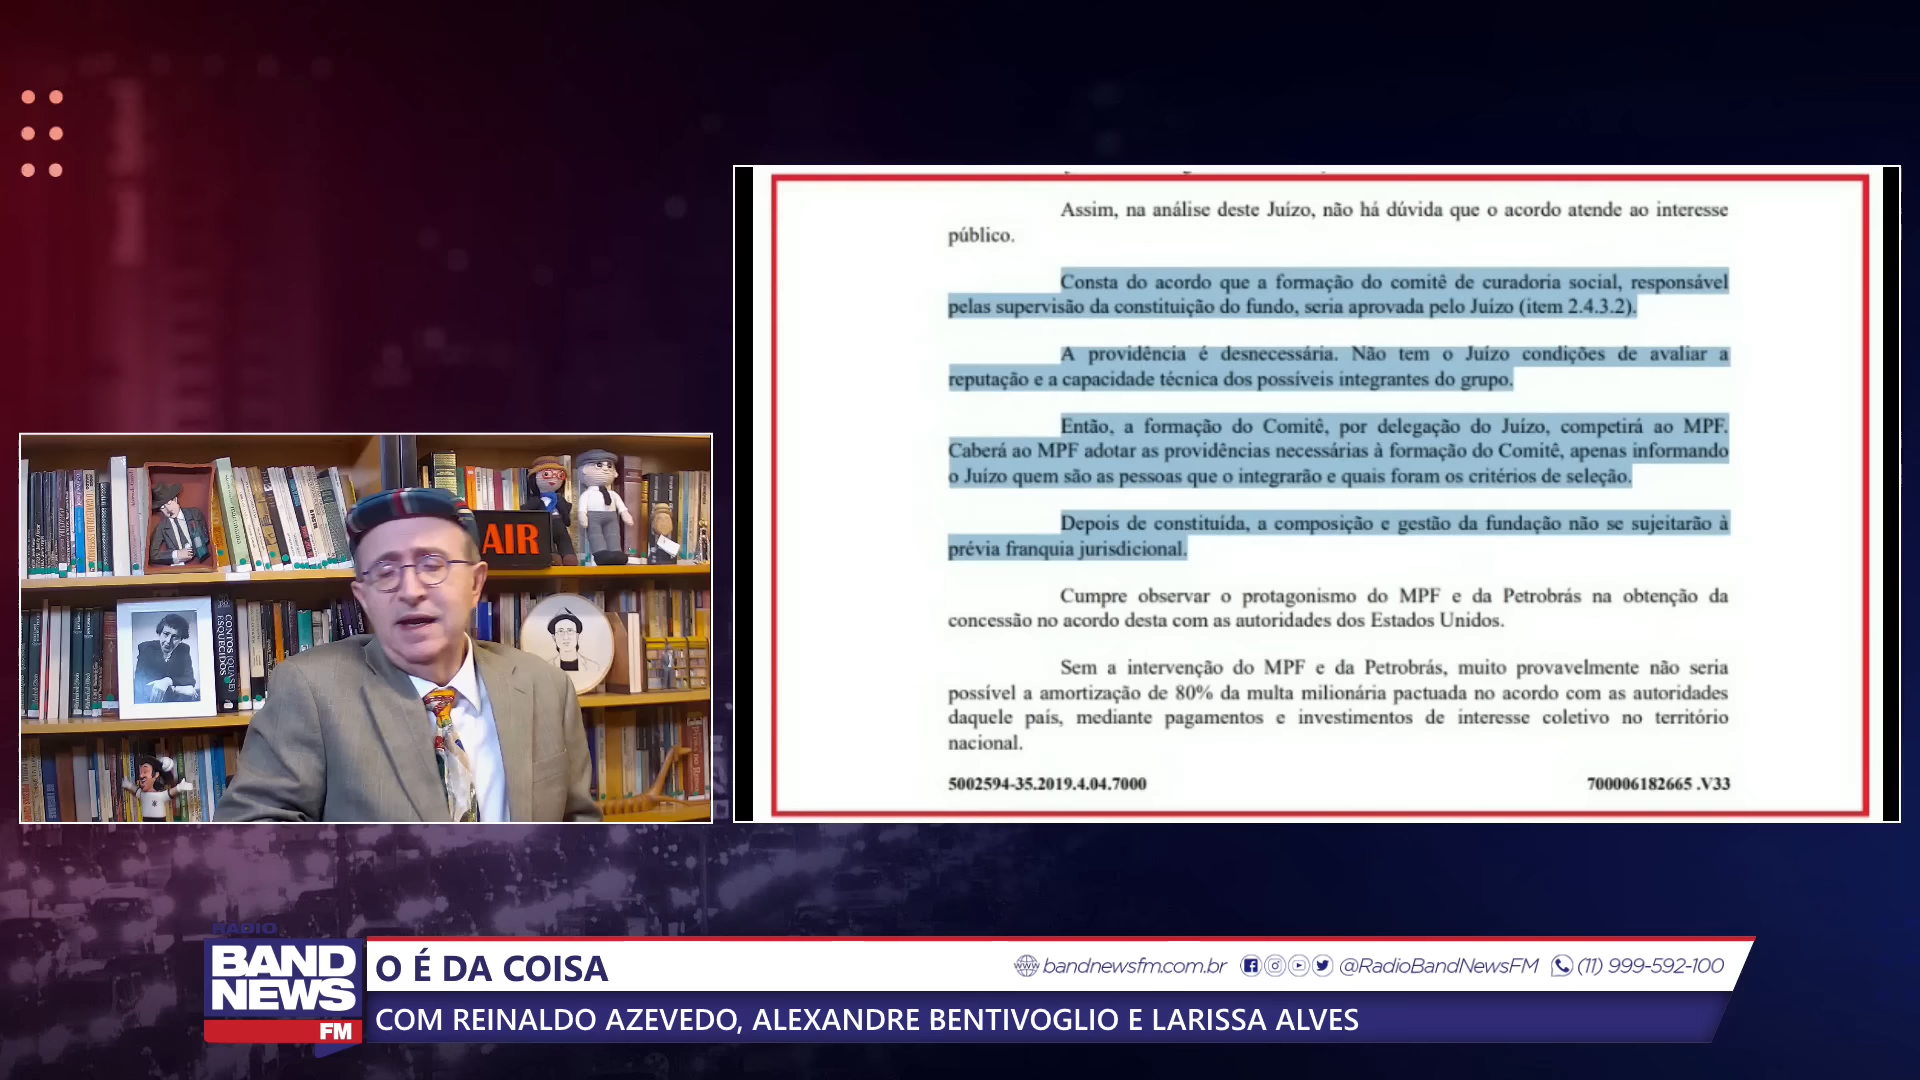 Assim, na análise deste Juízo, não há dúvida que o acordo atende ao interesse
público.
Consta do acordo que a formação do comitê de curadoria social, responsável
pelas supervisão da constituição do fundo, seria aprovada pelo Juízo (item 2.4.3.2).
A providência é desnecessária. Não tem o Juízo condições de avaliar a
reputação e a capacidade técnica dos possíveis integrantes do grupo.
Então, a formação do Comitê, por delegação do Juízo, competirá ao MPF.
Caberá ao MPF adotar as providências necessárias à formação do Comitê, apenas informando
o Juízo quem são as pessoas que o integrarão e quais foram os critérios de seleção.
Depois de constituída, a composição e gestão da fundação não se sujeitarão à
prévia franquia jurisdicional.
Cumpre observar o protagonismo do MPF e da Petrobrás na obtenção da
concessão no acordo desta com as autoridades dos Estados Unidos.
Sem a intervenção do MPF e da Petrobrás, muito provavelmente não seria
possível a amortização de 80% da multa milionária pactuada no acordo com as autoridades
daquele país, mediante pagamentos e investimentos de interesse coletivo no território
nacional.
5002594-35.2019.4.04.7000
700006182665 .V33
AIR
CONTOS (QUASE)
ESQUECIDOS
RÁDIO
BAND
NEWS
FM
O É DA COISA
www bandnewsfm.com.br @RadioBandNewsFM (11) 999-592-100
COM REINALDO AZEVEDO, ALEXANDRE BENTIVOGLIO E LARISSA ALVES